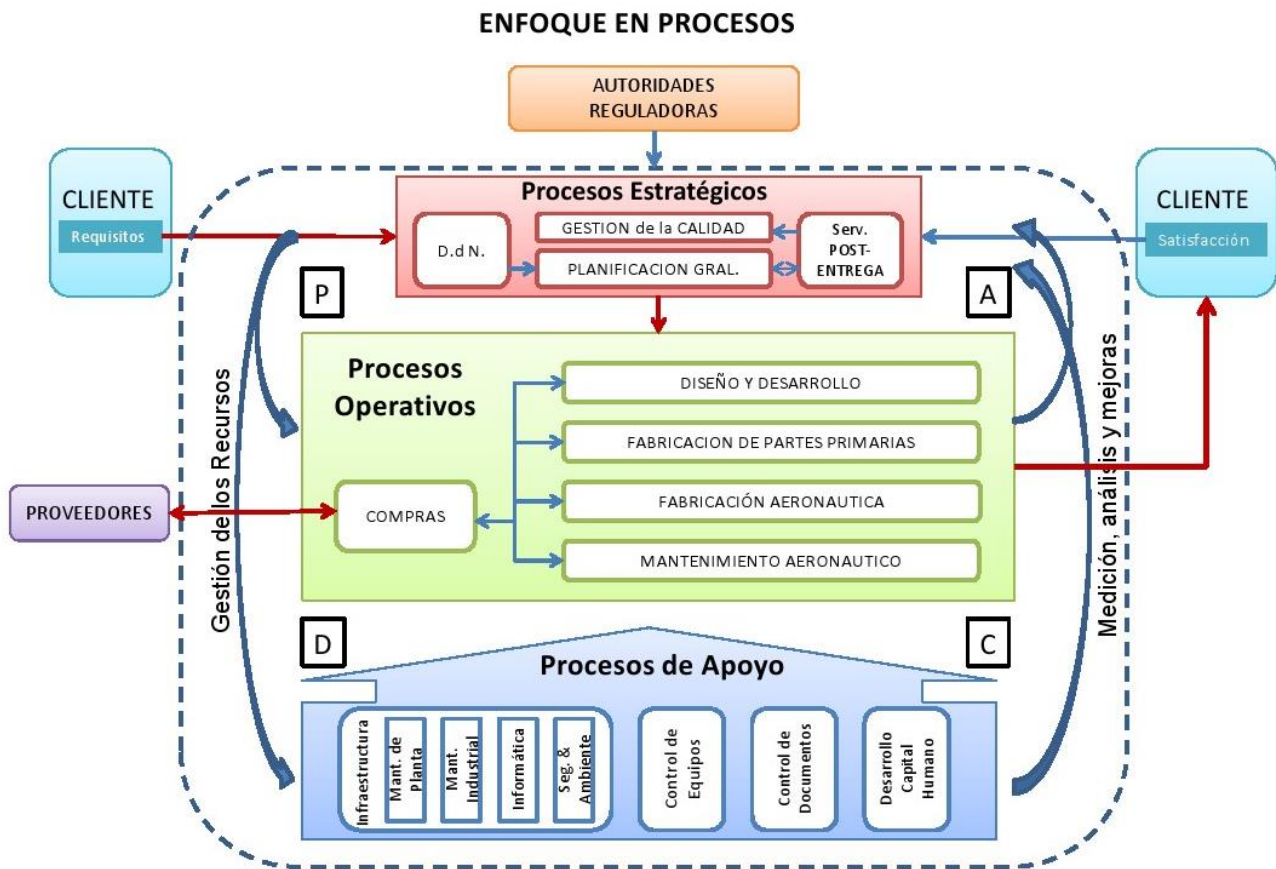 ENFOQUE EN PROCESOS
AUTORIDADES
REGULADORAS
CLIENTE
Requisitos
Procesos Estratégicos
D.d N.
GESTION de la CALIDAD
PLANIFICACION GRAL.
Serv.
POST-
ENTREGA
CLIENTE
Satisfacción
P
A
Gestión de los Recursos
Procesos
Operativos
DISEÑO Y DESARROLLO
FABRICACION DE PARTES PRIMARIAS
FABRICACIÓN AERONAUTICA
MANTENIMIENTO AERONAUTICO
COMPRAS
PROVEEDORES
Medición, análisis y mejoras
D
C
Procesos de Apoyo
Infraestructura
Mant. de
Planta
Mant.
Industrial
Informática
Seg. &
Ambiente
Control de
Equipos
Control de
Documentos
Desarrollo
Capital
Humano